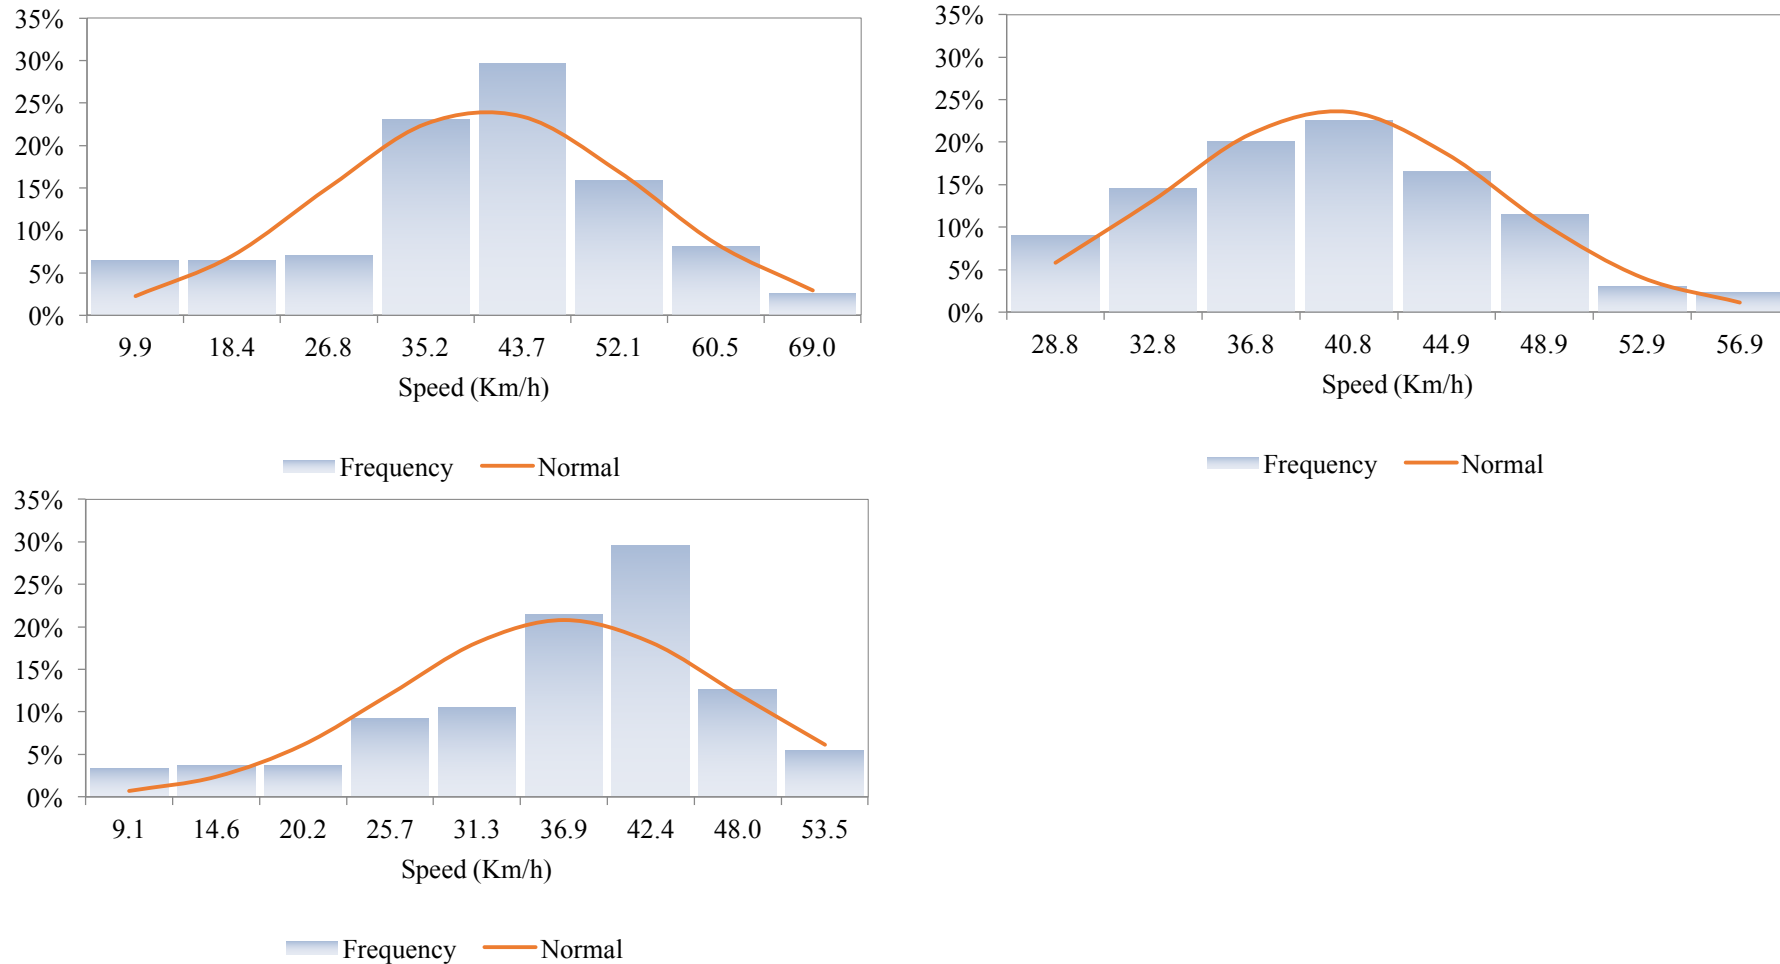 35%
30%
25%
20%
15%
10%
5%
0%
9.9 18.4 26.8 35.2 43.7 52.1 60.5 69.0
Speed (Km/h)
Frequency Normal
35%
30%
25%
20%
15%
10%
5%
0%
28.8 32.8 36.8 40.8 44.9 48.9 52.9 56.9
Speed (Km/h)
Frequency Normal
35%
30%
25%
20%
15%
10%
5%
0%
9.1 14.6 20.2 25.7 31.3 36.9 42.4 48.0 53.5
Speed (Km/h)
Frequency Normal